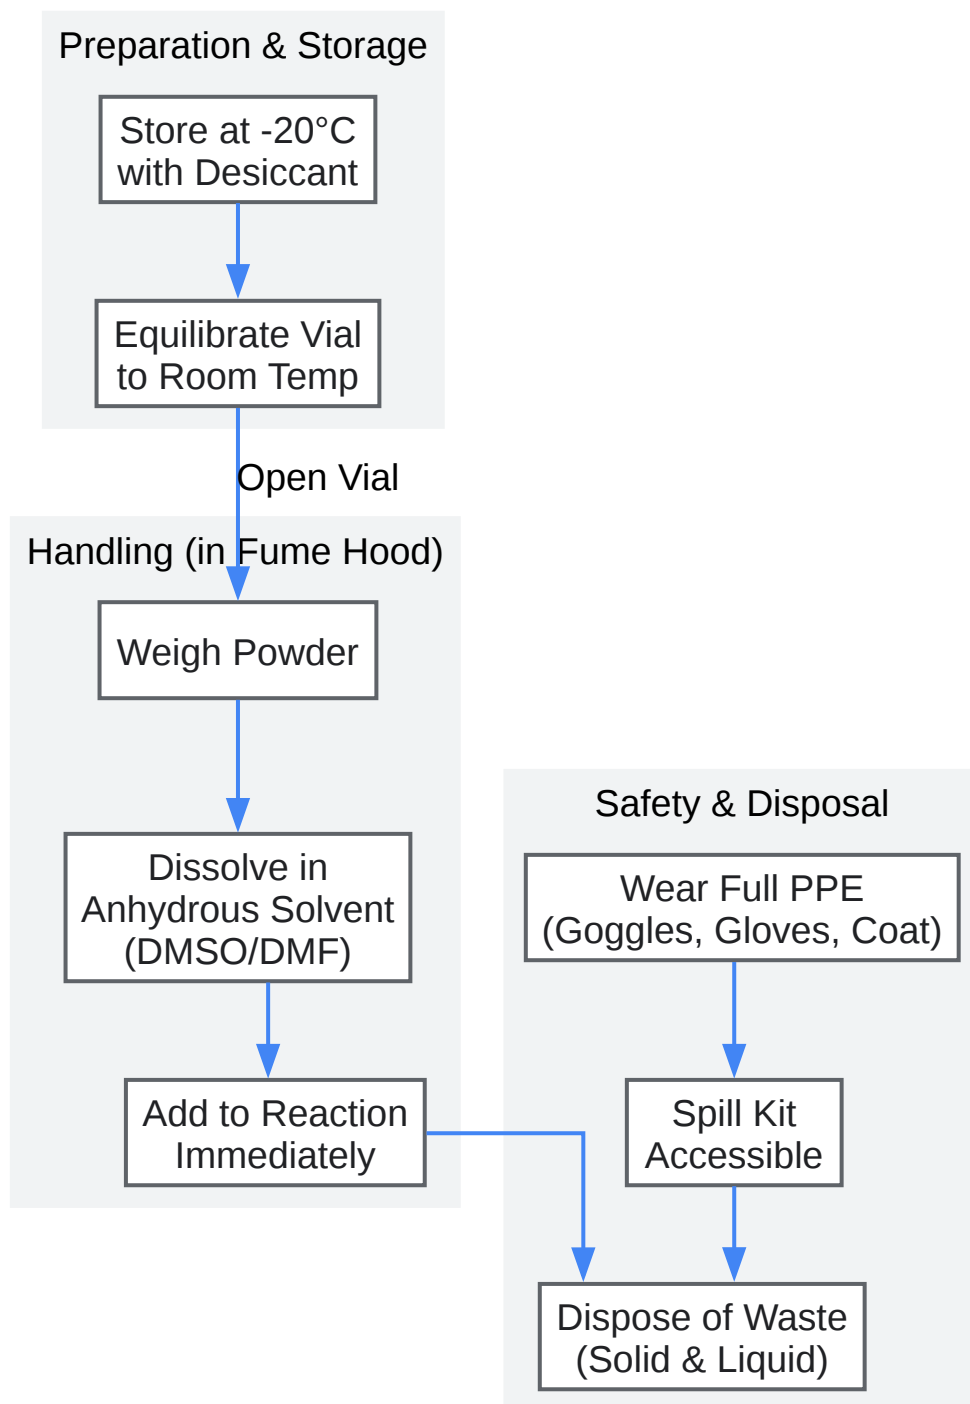 Preparation & Storage
Store at -20°C
with Desiccant
Equilibrate Vial
to Room Temp
Open Vial
Handling (in Fume Hood)
Weigh Powder
Dissolve in
Anhydrous Solvent
(DMSO/DMF)
Add to Reaction
Immediately
Safety & Disposal
Wear Full PPE
(Goggles, Gloves, Coat)
Spill Kit
Accessible
Dispose of Waste
(Solid & Liquid)